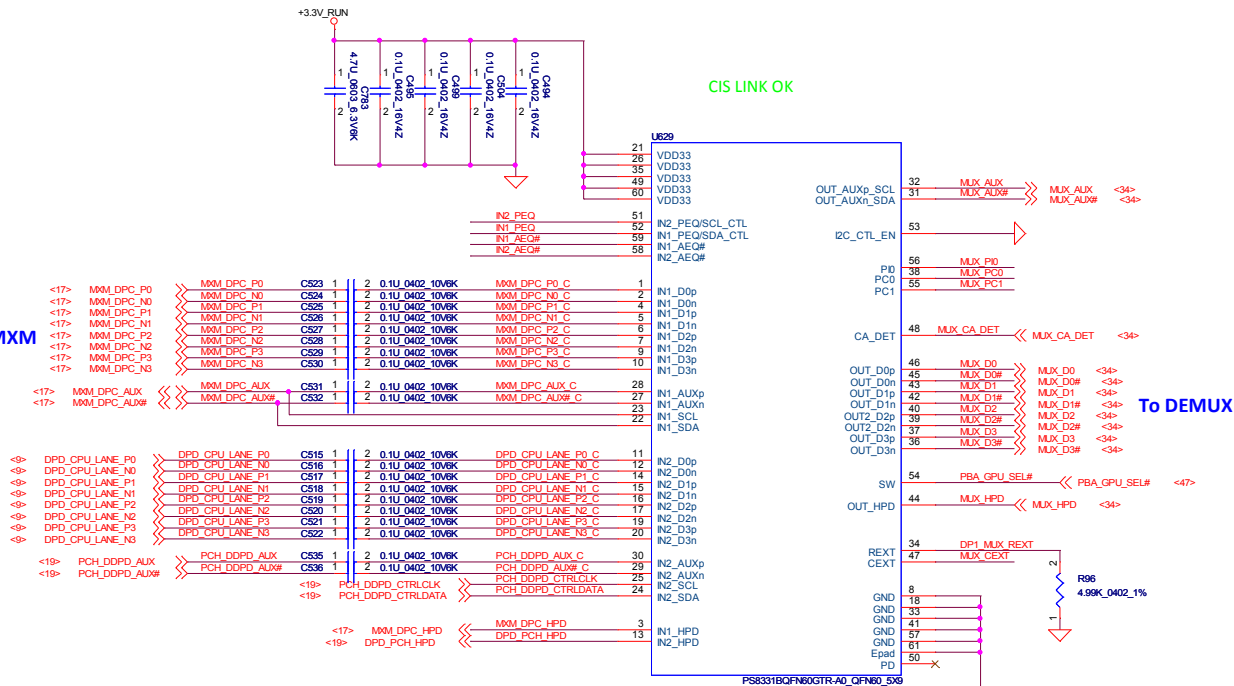 +3.3V_RUN
4.7U_0603_6.3V6K
C783
0.1U_0402_16V4Z
C495
0.1U_0402_16V4Z
C499
0.1U_0402_16V4Z
C504
0.1U_0402_16V4Z
C494
1 1 1 1 1
2 2 2 2 2
CIS LINK OK
U629
21 VDD33
26 VDD33
35 VDD33
49 VDD33
60 VDD33
IN2_PEQ 51 IN2_PEQ/SCL_CTL
IN1_PEQ 52 IN1_PEQ/SDA_CTL
IN1_AEQ# 59 IN1_AEQ#
IN2_AEQ# 58 IN2_AEQ#
MXM
<17> MXM_DPC_P0 MXM_DPC_P0 C523 1 2 0.1U_0402_10V6K MXM_DPC_P0_C 1 IN1_D0p
<17> MXM_DPC_N0 MXM_DPC_N0 C524 1 2 0.1U_0402_10V6K MXM_DPC_N0_C 2 IN1_D0n
<17> MXM_DPC_P1 MXM_DPC_P1 C525 1 2 0.1U_0402_10V6K MXM_DPC_P1_C 4 IN1_D1p
<17> MXM_DPC_N1 MXM_DPC_N1 C526 1 2 0.1U_0402_10V6K MXM_DPC_N1_C 5 IN1_D1n
<17> MXM_DPC_P2 MXM_DPC_P2 C527 1 2 0.1U_0402_10V6K MXM_DPC_P2_C 6 IN1_D2p
<17> MXM_DPC_N2 MXM_DPC_N2 C528 1 2 0.1U_0402_10V6K MXM_DPC_N2_C 7 IN1_D2n
<17> MXM_DPC_P3 MXM_DPC_P3 C529 1 2 0.1U_0402_10V6K MXM_DPC_P3_C 9 IN1_D3p
<17> MXM_DPC_N3 MXM_DPC_N3 C530 1 2 0.1U_0402_10V6K MXM_DPC_N3_C 10 IN1_D3n
<17> MXM_DPC_AUX MXM_DPC_AUX C531 1 2 0.1U_0402_10V6K MXM_DPC_AUX_C 28 IN1_AUXp
<17> MXM_DPC_AUX# MXM_DPC_AUX# C532 1 2 0.1U_0402_10V6K MXM_DPC_AUX#_C 27 IN1_AUXn
23 IN1_SCL
22 IN1_SDA
<9> DPD_CPU_LANE_P0 DPD_CPU_LANE_P0 C515 1 2 0.1U_0402_10V6K DPD_CPU_LANE_P0_C 11 IN2_D0p
<9> DPD_CPU_LANE_N0 DPD_CPU_LANE_N0 C516 1 2 0.1U_0402_10V6K DPD_CPU_LANE_N0_C 12 IN2_D0n
<9> DPD_CPU_LANE_P1 DPD_CPU_LANE_P1 C517 1 2 0.1U_0402_10V6K DPD_CPU_LANE_P1_C 14 IN2_D1p
<9> DPD_CPU_LANE_N1 DPD_CPU_LANE_N1 C518 1 2 0.1U_0402_10V6K DPD_CPU_LANE_N1_C 15 IN2_D1n
<9> DPD_CPU_LANE_P2 DPD_CPU_LANE_P2 C519 1 2 0.1U_0402_10V6K DPD_CPU_LANE_P2_C 16 IN2_D2p
<9> DPD_CPU_LANE_N2 DPD_CPU_LANE_N2 C520 1 2 0.1U_0402_10V6K DPD_CPU_LANE_N2_C 17 IN2_D2n
<9> DPD_CPU_LANE_P3 DPD_CPU_LANE_P3 C521 1 2 0.1U_0402_10V6K DPD_CPU_LANE_P3_C 19 IN2_D3p
<9> DPD_CPU_LANE_N3 DPD_CPU_LANE_N3 C522 1 2 0.1U_0402_10V6K DPD_CPU_LANE_N3_C 20 IN2_D3n
<19> PCH_DDPD_AUX PCH_DDPD_AUX C535 1 2 0.1U_0402_10V6K PCH_DDPD_AUX_C 30 IN2_AUXp
<19> PCH_DDPD_AUX# PCH_DDPD_AUX# C536 1 2 0.1U_0402_10V6K PCH_DDPD_AUX#_C 29 IN2_AUXn
<19> PCH_DDPD_CTRLCLK PCH_DDPD_CTRLCLK 25 IN2_SCL
<19> PCH_DDPD_CTRLDATA PCH_DDPD_CTRLDATA 24 IN2_SDA
<17> MXM_DPC_HPD MXM_DPC_HPD 3 IN1_HPD
<19> DPD_PCH_HPD DPD_PCH_HPD 13 IN2_HPD
OUT_AUXp_SCL 32 MUX_AUX MUX_AUX <34>
OUT_AUXn_SDA 31 MUX_AUX# MUX_AUX# <34>
I2C_CTL_EN 53
PI0 56 MUX_PI0
PC0 38 MUX_PC0
PC1 55 MUX_PC1
CA_DET 48 MUX_CA_DET MUX_CA_DET <34>
OUT_D0p 46 MUX_D0 MUX_D0 <34>
OUT_D0n 45 MUX_D0# MUX_D0# <34>
OUT_D1p 43 MUX_D1 MUX_D1 <34>
OUT_D1n 42 MUX_D1# MUX_D1# <34>
OUT2_D2p 40 MUX_D2 MUX_D2 <34>
OUT2_D2n 39 MUX_D2# MUX_D2# <34>
OUT_D3p 37 MUX_D3 MUX_D3 <34>
OUT_D3n 36 MUX_D3# MUX_D3# <34>
To DEMUX
SW 54 PBA_GPU_SEL# PBA_GPU_SEL# <47>
OUT_HPD 44 MUX_HPD MUX_HPD <34>
REXT 34 DP1_MUX_REXT
CEXT 47 MUX_CEXT
2
R96
4.99K_0402_1%
1
GND 8
GND 18
GND 33
GND 41
GND 57
Epad 61
PD 50
PS8331BQFN60GTR-A0_QFN60_5X9